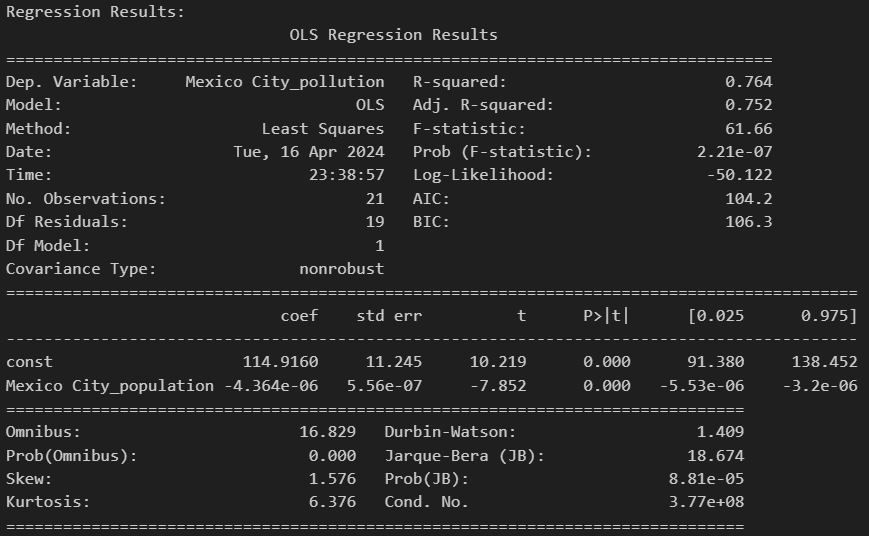 Regression Results:
OLS Regression Results
==============================================================================
Dep. Variable: Mexico City_pollution R-squared: 0.764
Model: OLS Adj. R-squared: 0.752
Method: Least Squares F-statistic: 61.66
Date: Tue, 16 Apr 2024 Prob (F-statistic): 2.21e-07
Time: 23:38:57 Log-Likelihood: -50.122
No. Observations: 21 AIC: 104.2
Df Residuals: 19 BIC: 106.3
Df Model: 1
Covariance Type: nonrobust
==========================================================================================
coef std err t P>|t| [0.025 0.975]
------------------------------------------------------------------------------------------
const 114.9160 11.245 10.219 0.000 91.380 138.452
Mexico City_population -4.364e-06 5.56e-07 -7.852 0.000 -5.53e-06 -3.2e-06
==============================================================================
Omnibus: 16.829 Durbin-Watson: 1.409
Prob(Omnibus): 0.000 Jarque-Bera (JB): 18.674
Skew: 1.576 Prob(JB): 8.81e-05
Kurtosis: 6.376 Cond. No. 3.77e+08
==============================================================================